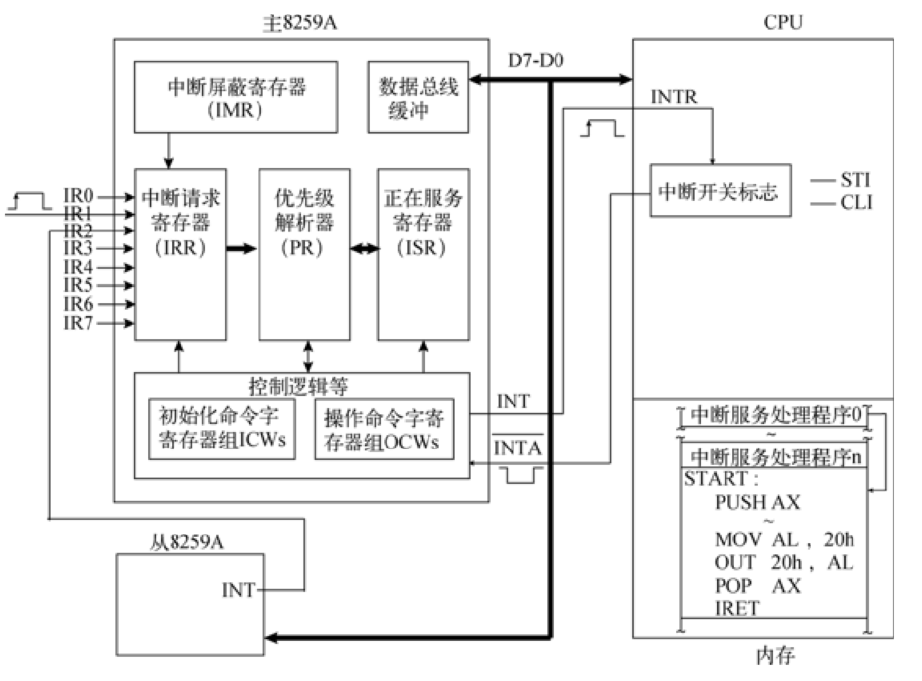 主8259A
CPU
中断屏蔽寄存器
(IMR)
数据总线
缓冲
D7-D0
INTR
中断开关标志
STI
CLI
IR0
IR1
IR2
IR3
IR4
IR5
IR6
IR7
中断请求
寄存器
(IRR)
优先级
解析器
(PR)
正在服务
寄存器
(ISR)
控制逻辑等
初始化命令字
寄存器组ICWs
操作命令字寄
存器组OCWs
INT
INTA
从8259A
INT
中断服务处理程序0
~
中断服务处理程序n
START:
PUSH AX
~
MOV AL, 20h
OUT 20h, AL
POP AX
IRET
内存